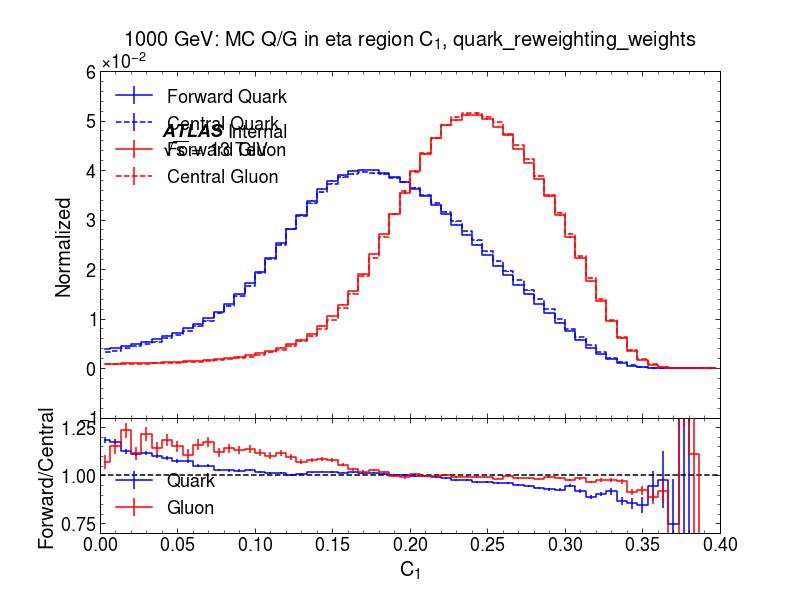 1000 GeV: MC Q/G in eta region C₁, quark_reweighting_weights
×10⁻²
6
5
4
3
2
1
0
−1
Normalized
Forward Quark
Central Quark
ATLAS Internal
Forward Gluon
√s = 13 TeV
Central Gluon
1.25
1.00
0.75
Forward/Central
Quark
Gluon
0.00 0.05 0.10 0.15 0.20 0.25 0.30 0.35 0.40
C₁